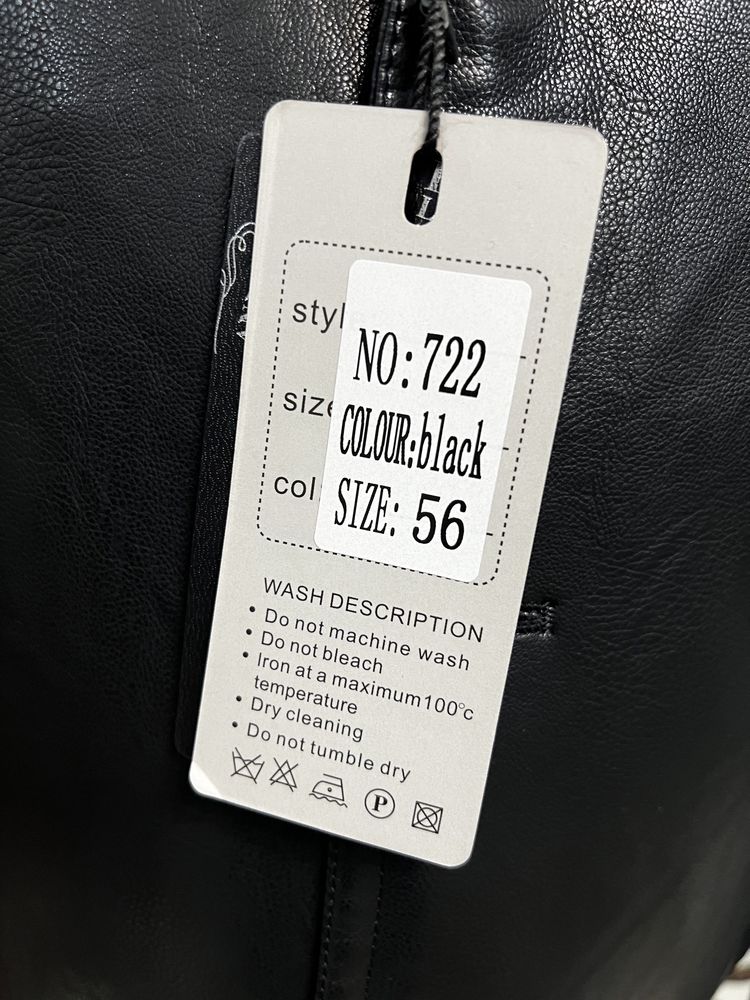 styl
NO:722
size
COLOUR:black
col
SIZE: 56
WASH DESCRIPTION
• Do not machine wash
• Do not bleach
• Iron at a maximum100°c
temperature
• Dry cleaning
• Do not tumble dry
P